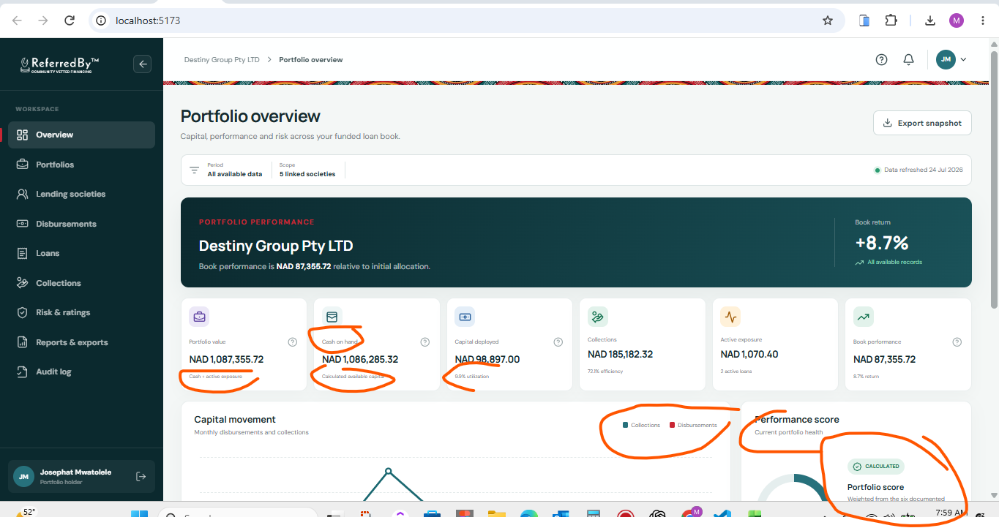 localhost:5173
M
ReferredBy™
COMMUNITY VETTED FINANCING
Destiny Group Pty LTD > Portfolio overview
JM
WORKSPACE
Overview
Portfolios
Lending societies
Disbursements
Loans
Collections
Risk & ratings
Reports & exports
Audit log
JM
Josephat Mwatolele
Portfolio holder
Portfolio overview
Capital, performance and risk across your funded loan book.
Export snapshot
Period
All available data
Scope
5 linked societies
Data refreshed 24 Jul 2026
PORTFOLIO PERFORMANCE
Destiny Group Pty LTD
Book performance is NAD 87,355.72 relative to initial allocation.
Book return
+8.7%
All available records
Portfolio value
NAD 1,087,355.72
Cash + active exposure
Cash on hand
NAD 1,086,285.32
Calculated available capital
Capital deployed
NAD 98,897.00
9.9% utilization
Collections
NAD 185,182.32
72.1% efficiency
Active exposure
NAD 1,070.40
2 active loans
Book performance
NAD 87,355.72
8.7% return
Capital movement
Monthly disbursements and collections
Collections
Disbursements
Performance score
Current portfolio health
CALCULATED
Portfolio score
Weighted from the six documented
52°
M
7:59 AM